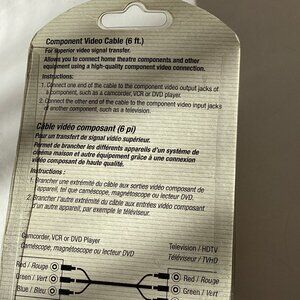 Component Video Cable (6 ft.)
For superior video signal transfer.
Allows you to connect home theatre components and other
equipment using a high-quality component video connection.
Instructions:
1. Connect one end of the cable to the component video output jacks of
a component, such as a camcorder, VCR or DVD player.
2. Connect the other end of the cable to the component video input jacks
of another component, such as a television.
Câble vidéo composant (6 pi)
Pour un transfert de signal vidéo supérieur.
Permet de brancher les différents appareils d'un système de
cinéma maison et autre équipement grâce à une connexion
vidéo composant de haute qualité.
Instructions :
1. Brancher une extrémité du câble aux sorties vidéo composant de
l'appareil, tel que caméscope, magnétoscope ou lecteur DVD.
2. Brancher l'autre extrémité du câble aux entrées vidéo composant
d'un autre appareil, par exemple le téléviseur.
Camcorder, VCR or DVD Player
Caméscope, magnétoscope ou lecteur DVD
Television / HDTV
Téléviseur / TVHD
Red / Rouge
Green / Vert
Blue / Bleu
Red / Rouge
Green / Vert